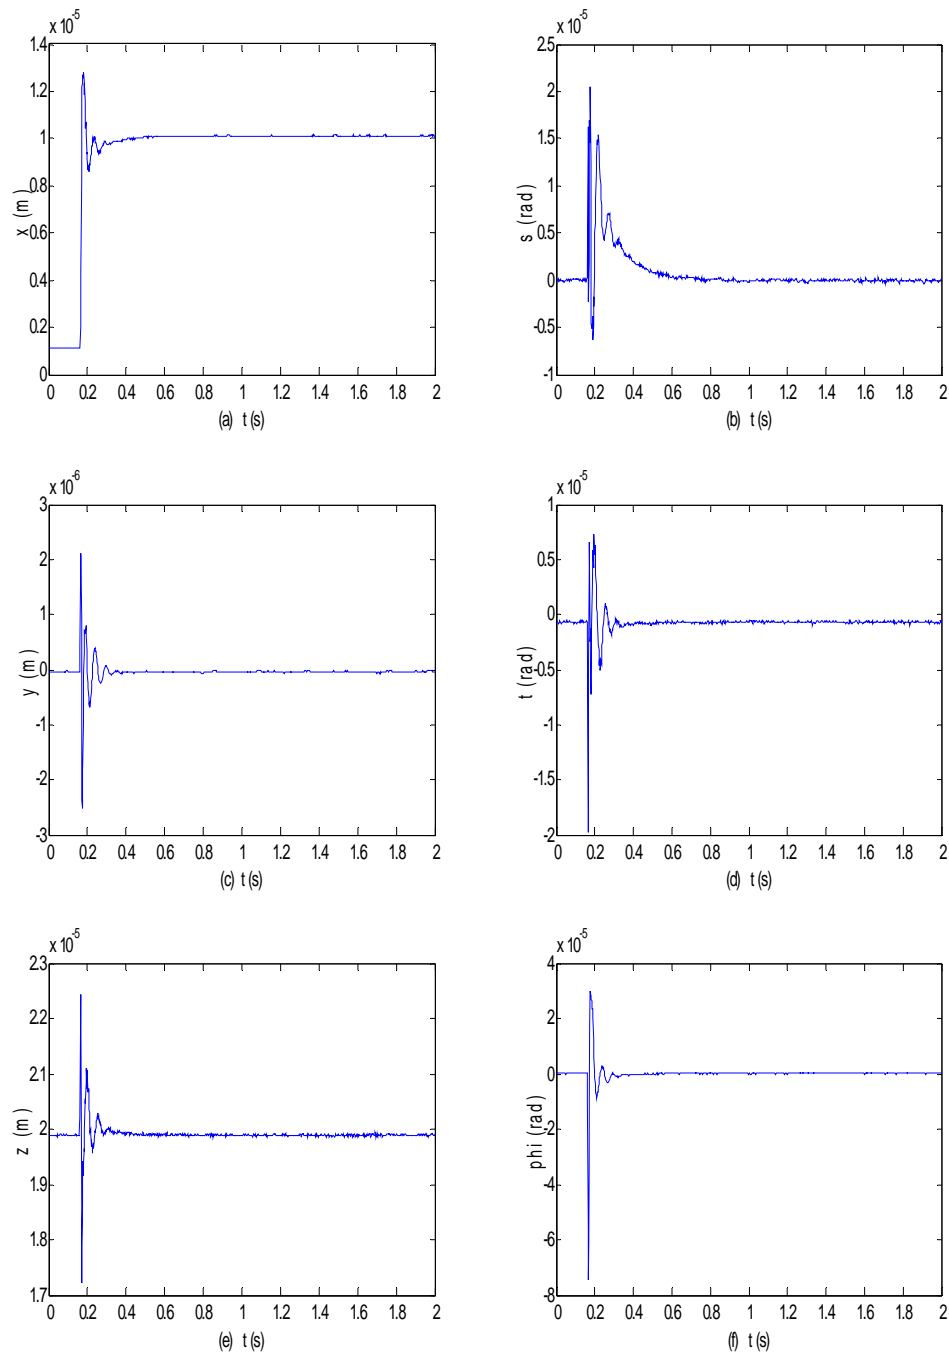 x 10-5
1.4
1.2
1
0.8
0.6
0.4
0.2
0
x (m)
0 0.2 0.4 0.6 0.8 1 1.2 1.4 1.6 1.8 2
(a) t (s)
x 10-5
2.5
2
1.5
1
0.5
0
-0.5
-1
s (rad)
0 0.2 0.4 0.6 0.8 1 1.2 1.4 1.6 1.8 2
(b) t (s)
x 10-6
3
2
1
0
-1
-2
-3
y (m)
0 0.2 0.4 0.6 0.8 1 1.2 1.4 1.6 1.8 2
(c) t (s)
x 10-5
1
0.5
0
-0.5
-1
-1.5
-2
t (rad)
0 0.2 0.4 0.6 0.8 1 1.2 1.4 1.6 1.8 2
(d) t (s)
x 10-5
2.3
2.2
2.1
2
1.9
1.8
1.7
z (m)
0 0.2 0.4 0.6 0.8 1 1.2 1.4 1.6 1.8 2
(e) t (s)
x 10-5
4
2
0
-2
-4
-6
-8
phi (rad)
0 0.2 0.4 0.6 0.8 1 1.2 1.4 1.6 1.8 2
(f) t (s)